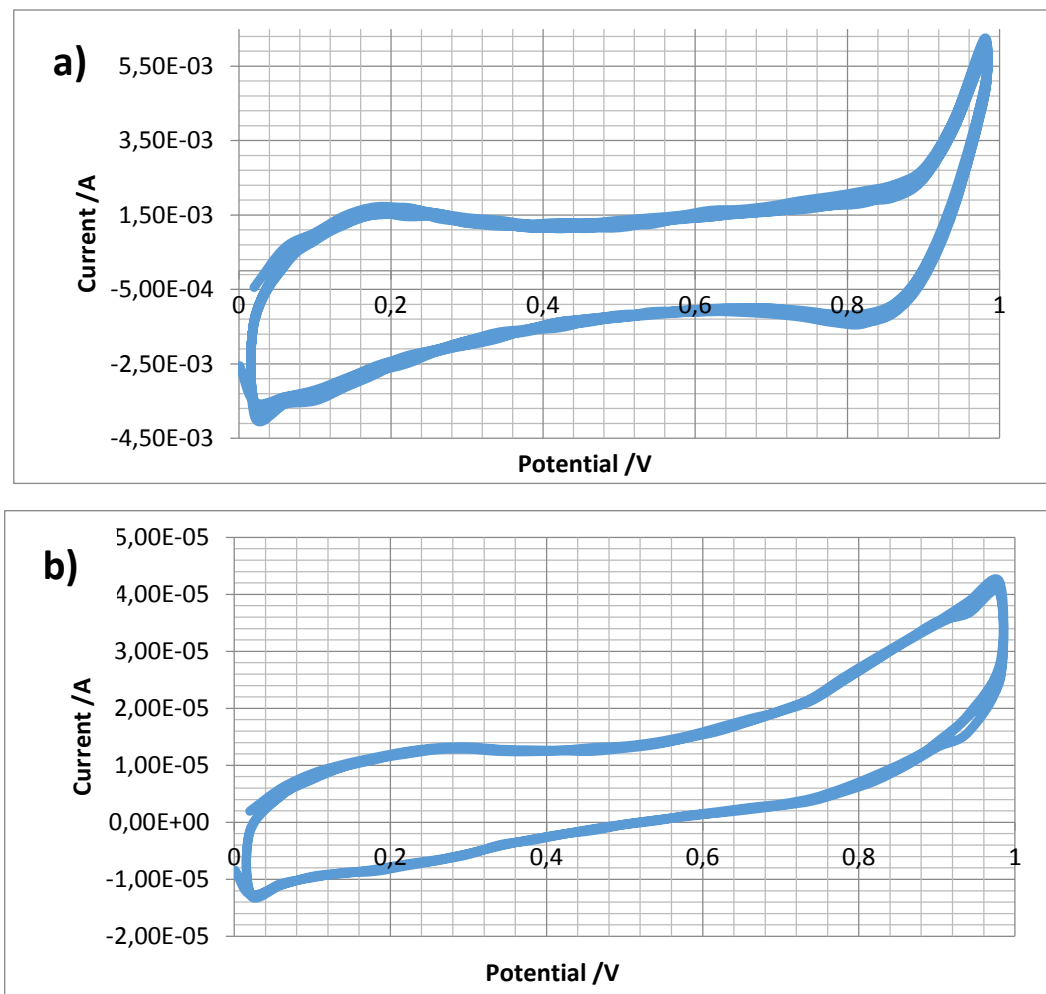 a)
5,50E-03
3,50E-03
1,50E-03
-5,00E-04
-2,50E-03
-4,50E-03
0 0,2 0,4 0,6 0,8 1
Current /A
Potential /V
b)
5,00E-05
4,00E-05
3,00E-05
2,00E-05
1,00E-05
0,00E+00
-1,00E-05
-2,00E-05
0 0,2 0,4 0,6 0,8 1
Current /A
Potential /V